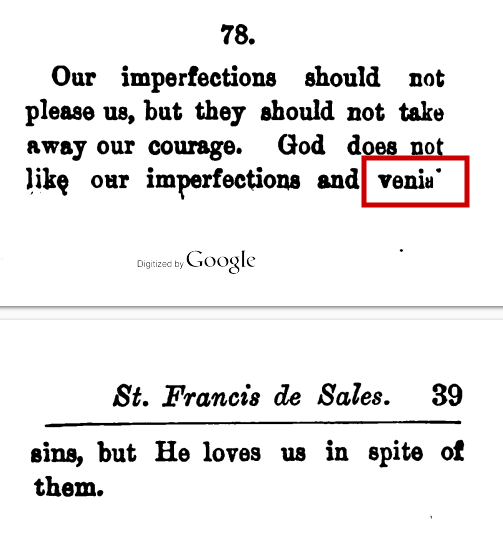 78.
Our imperfections should not
please us, but they should not take
away our courage. God does not
like our imperfections and
Digitized by Google
St. Francis de Sales. 39
sins, but He loves us in spite of
them.